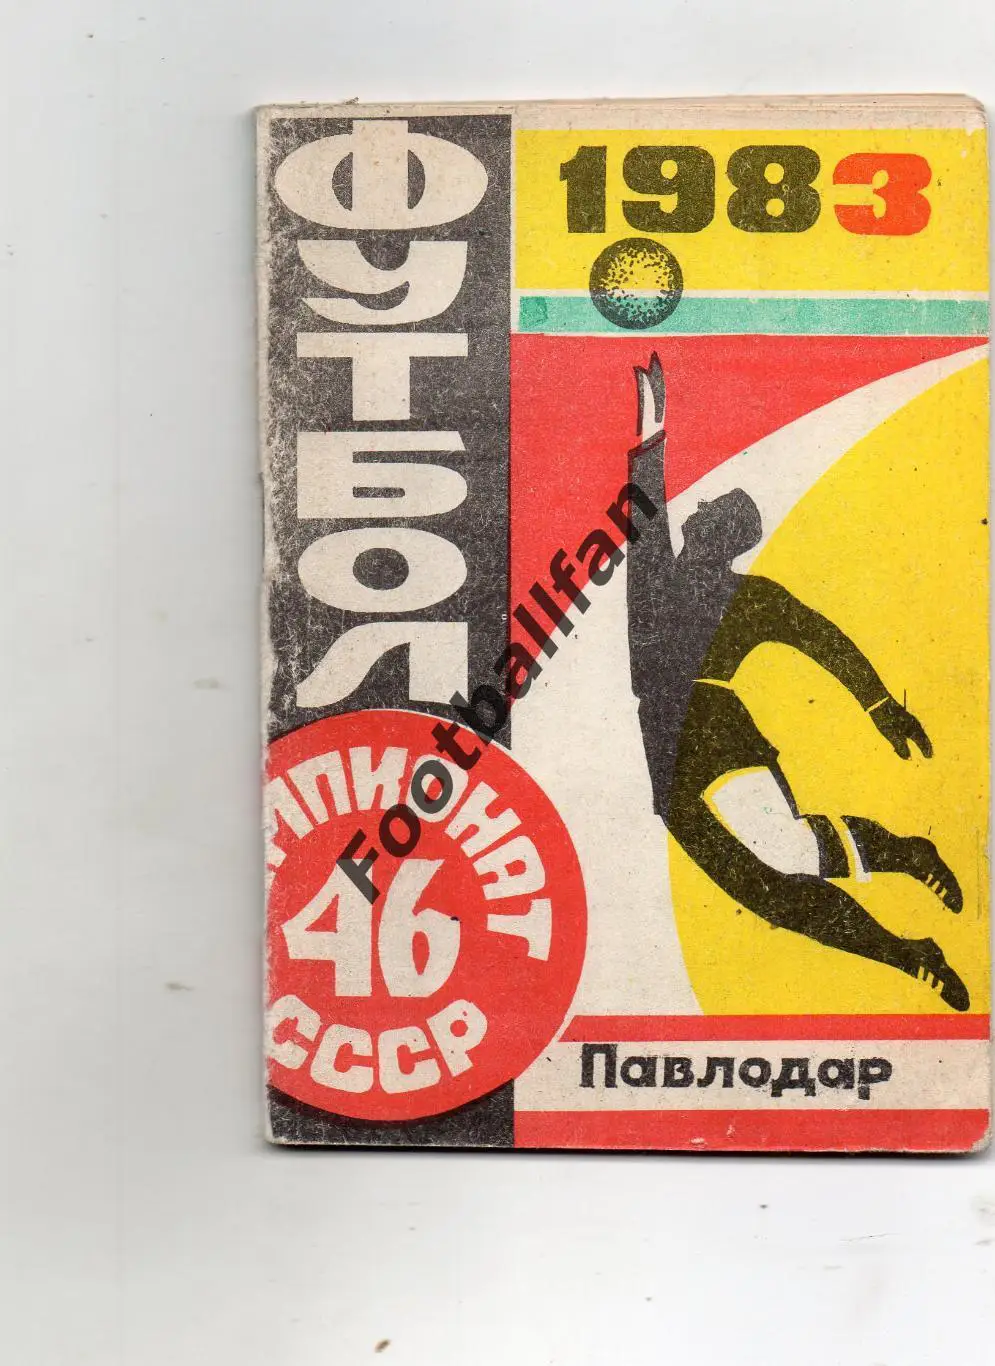 ФУТБОЛ
1983
ЧЕМПИОНАТ
46
СССР
Павлодар
Footballfan